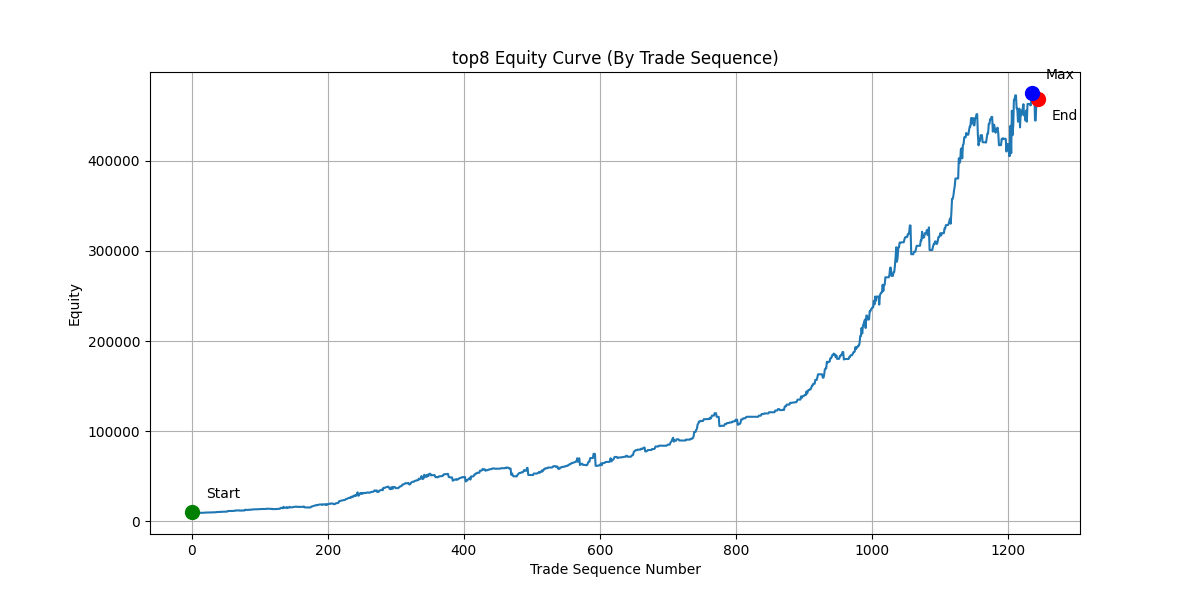 top8 Equity Curve (By Trade Sequence)
Max
End
400000
300000
Equity
200000
100000
Start
0
0 200 400 600 800 1000 1200
Trade Sequence Number